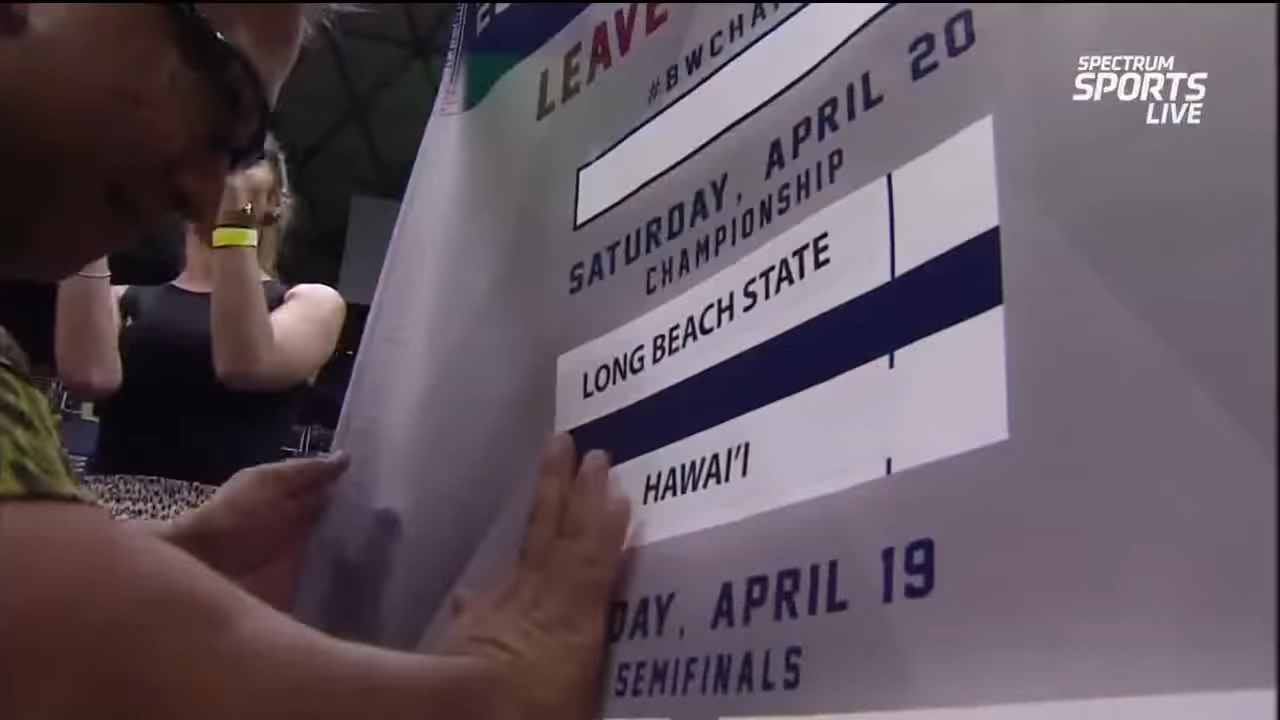 LEAVE
#BWCHA
SATURDAY, APRIL 20
CHAMPIONSHIP
LONG BEACH STATE
HAWAI'I
DAY, APRIL 19
SEMIFINALS
SPECTRUM
SPORTS
LIVE